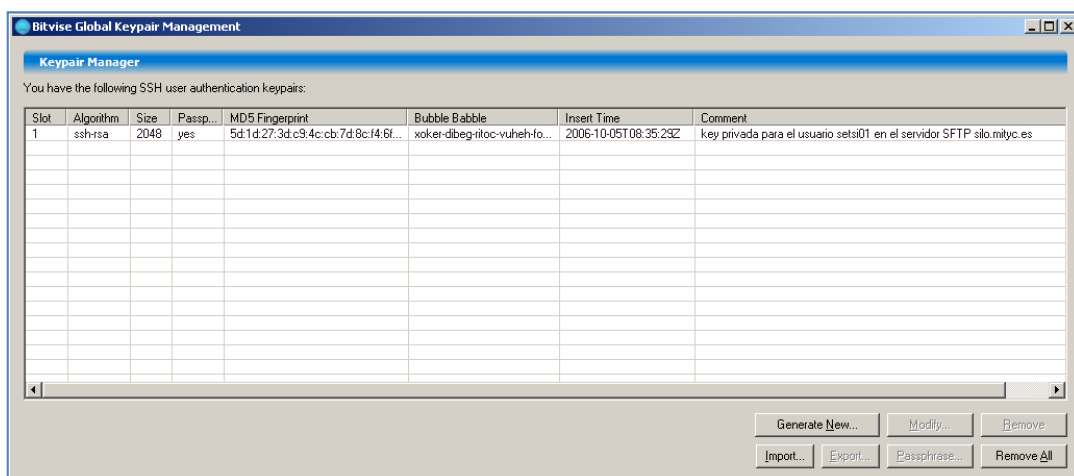 Bitvise Global Keypair Management
Keypair Manager
You have the following SSH user authentication keypairs:
Slot Algorithm Size Passp... MD5 Fingerprint Bubble Babble Insert Time Comment
1 ssh-rsa 2048 yes 5d:1d:27:3d:c9:4c:cb:7d:8c:f4:6f... xoker-dibeg-ritoc-vuheh-fo... 2006-10-05T08:35:29Z key privada para el usuario setsi01 en el servidor SFTP silo.mityc.es
Generate New... Modify... Remove
Import... Export... Passphrase... Remove All